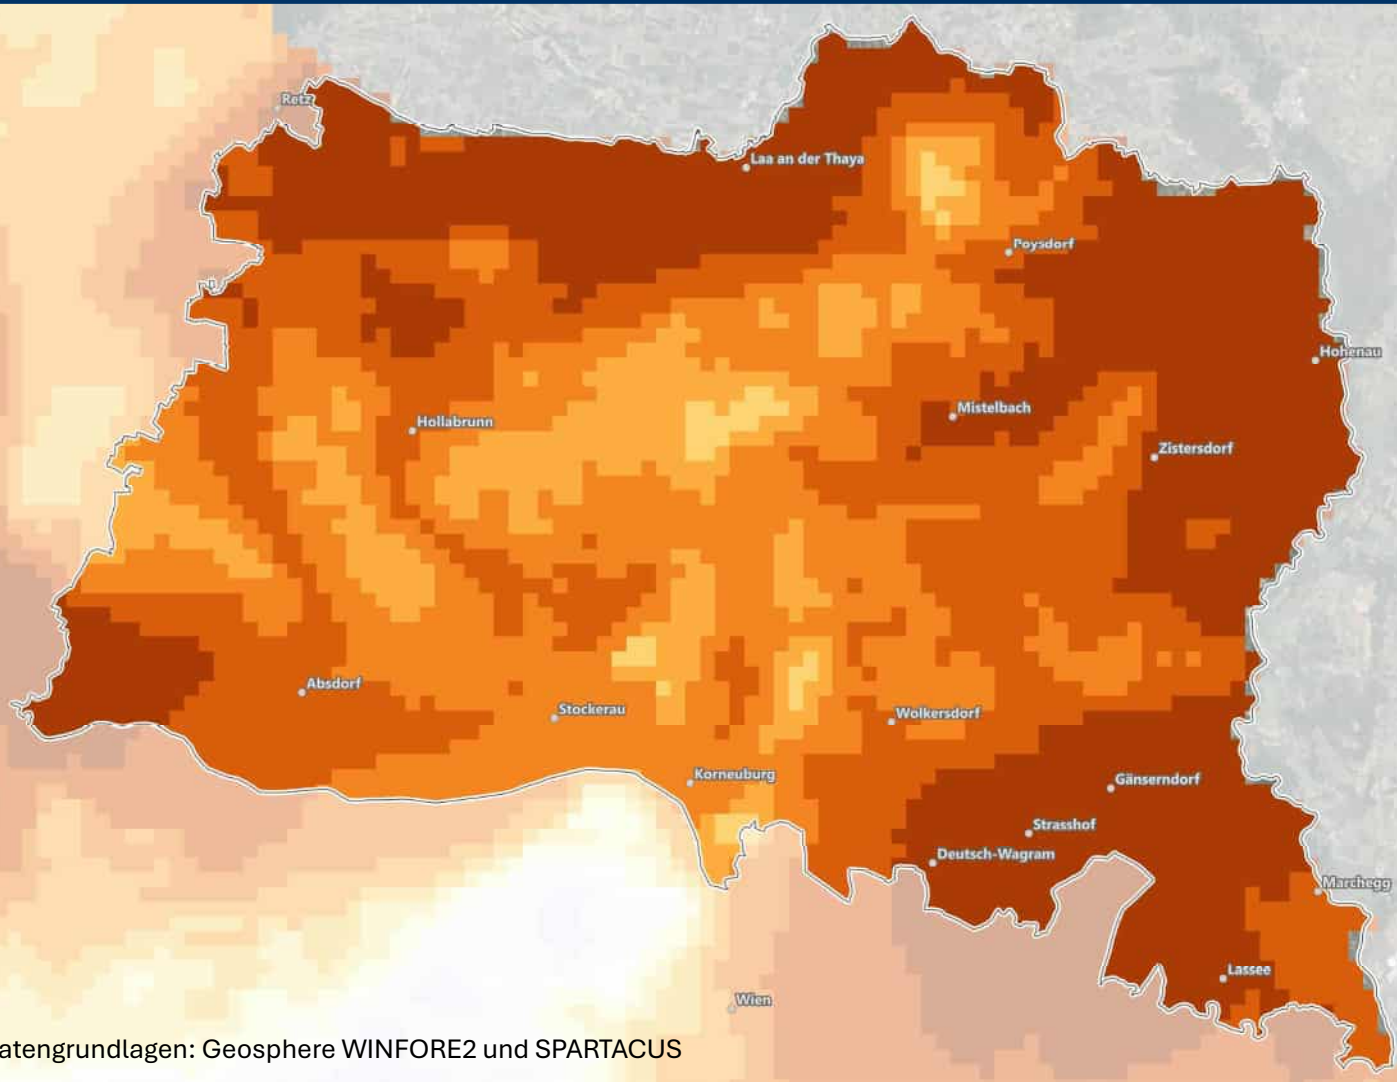 Retz
Laa an der Thaya
Poysdorf
Hohenau
Mistelbach
Hollabrunn
Zistersdorf
Absdorf
Stockerau
Wolkersdorf
Korneuburg
Gänserndorf
Strasshof
Deutsch-Wagram
Marchegg
Lassee
Wien
atengrundlagen: Geosphere WINFORE2 und SPARTACUS